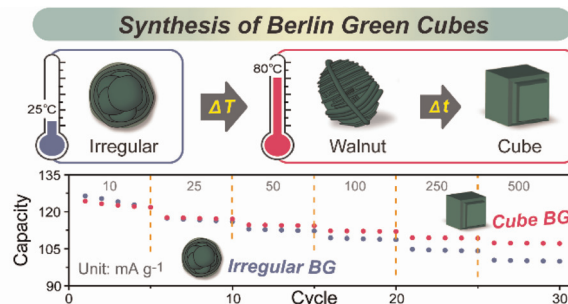 Synthesis of Berlin Green Cubes
25℃
Irregular
ΔT
80℃
Walnut
Δt
Cube
135
120
105
90
Capacity
10
25
50
100
250
500
Cube BG
Irregular BG
Unit: mA g⁻¹
0
10
20
30
Cycle